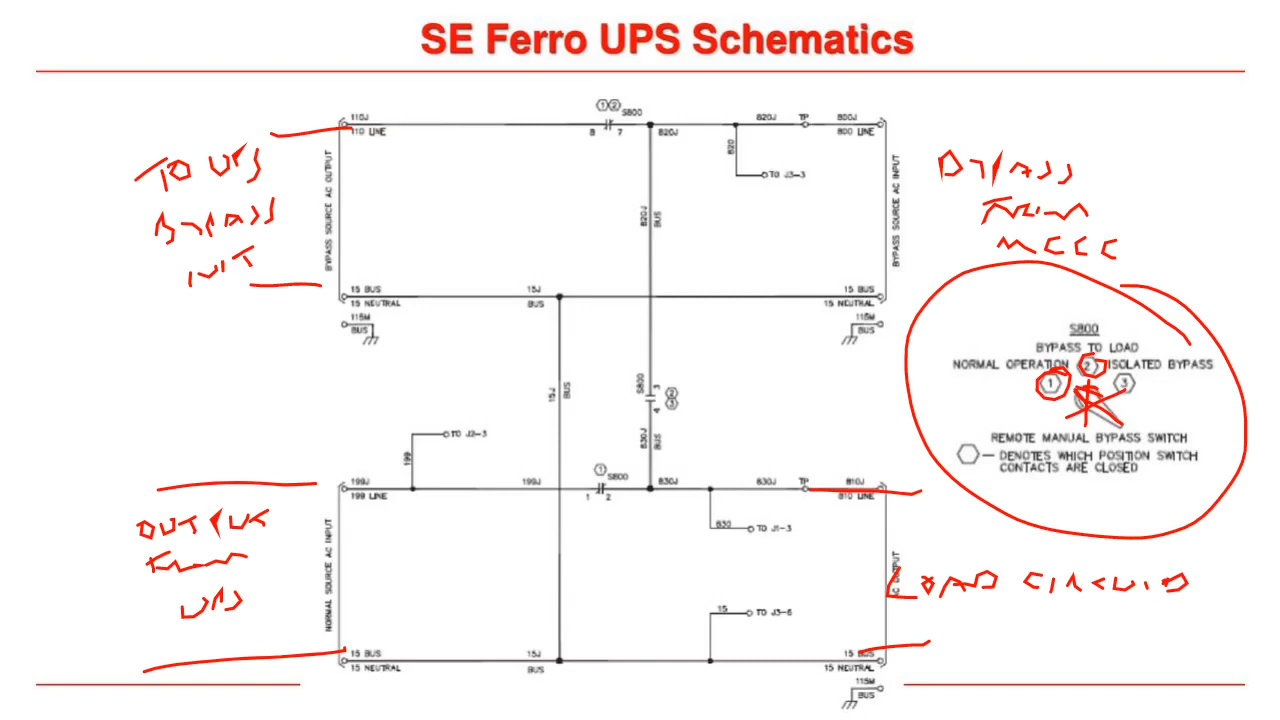 SE Ferro UPS Schematics
110J
110 LINE
1 2
S800
8 7
820J
820J
TP
800J
800 LINE
820
TO J3-3
TO UPS
BYPASS
BYPASS SOURCE AC OUTPUT
820J
BUS
BYPASS SOURCE AC INPUT
BYPASS
FROM
15 BUS
15 NEUTRAL
15J
BUS
15 BUS
15 NEUTRAL
115M
BUS
115M
BUS
S800
BYPASS TO LOAD
NORMAL OPERATION 2 ISOLATED BYPASS
1 3
REMOTE MANUAL BYPASS SWITCH
— DENOTES WHICH POSITION SWITCH
CONTACTS ARE CLOSED
15J
BUS
S800
3
4
2
3
830J
BUS
199
TO J2-3
199J
199 LINE
199J
1
S800
1 2
830J
830J
TP
810J
810 LINE
830
TO J1-3
OUTPUT
FROM
UPS
NORMAL SOURCE AC INPUT
AC OUTPUT
LOAD
15
TO J3-6
15 BUS
15 NEUTRAL
15J
BUS
15 BUS
15 NEUTRAL
115M
BUS